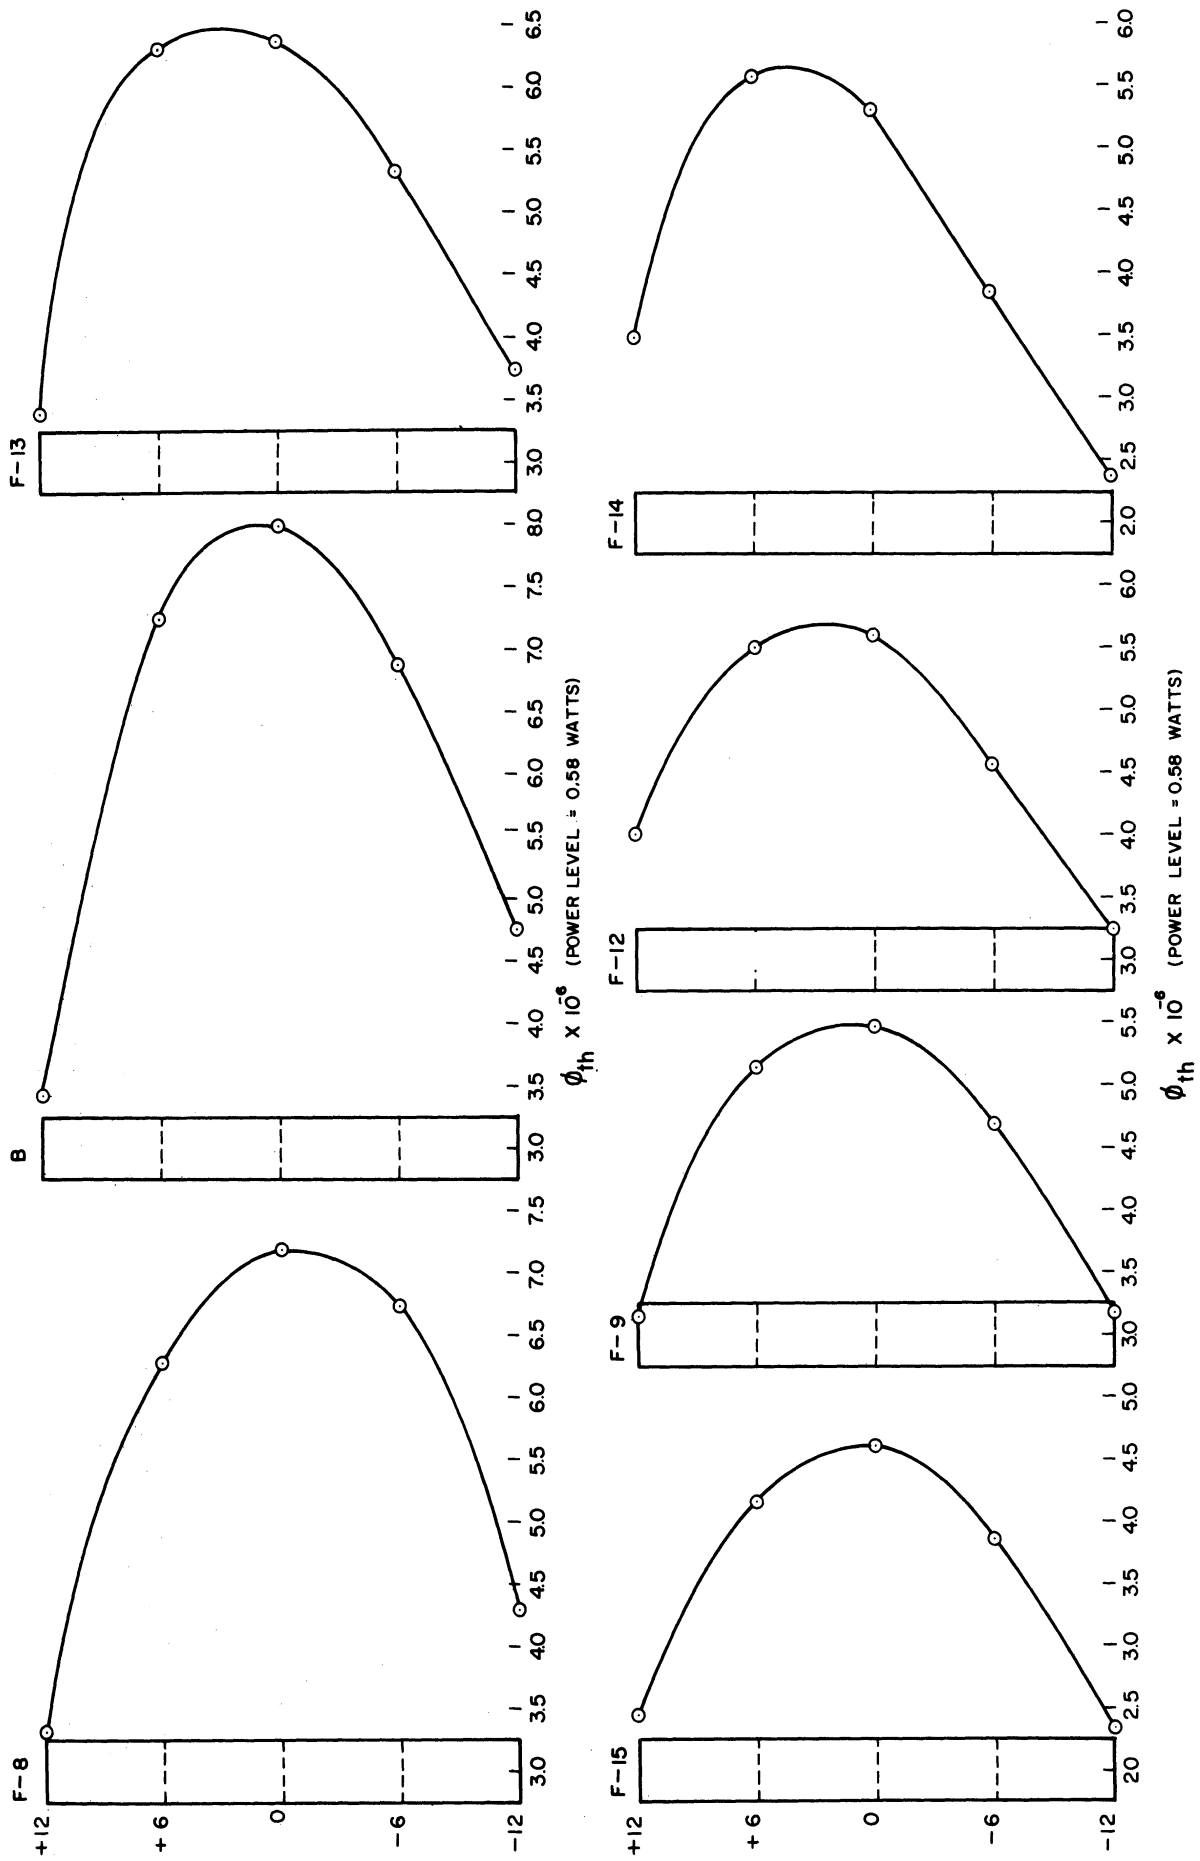 F-8 B F-13
+12
+6
0
-6
-12
3.0 3.5 4.0 4.5 5.0 5.5 6.0 6.5 7.0 7.5 3.0 3.5 4.0 4.5 5.0 5.5 6.0 6.5 7.0 7.5 8.0 3.0 3.5 4.0 4.5 5.0 5.5 6.0 6.5
ϕth X 10⁻⁶ (POWER LEVEL = 0.58 WATTS)
F-15 F-9 F-12 F-14
+12
+6
0
-6
-12
2.0 2.5 3.0 3.5 4.0 4.5 5.0 3.0 3.5 4.0 4.5 5.0 5.5 3.0 3.5 4.0 4.5 5.0 5.5 6.0 2.0 2.5 3.0 3.5 4.0 4.5 5.0 5.5 6.0
ϕth X 10⁻⁶ (POWER LEVEL = 0.58 WATTS)